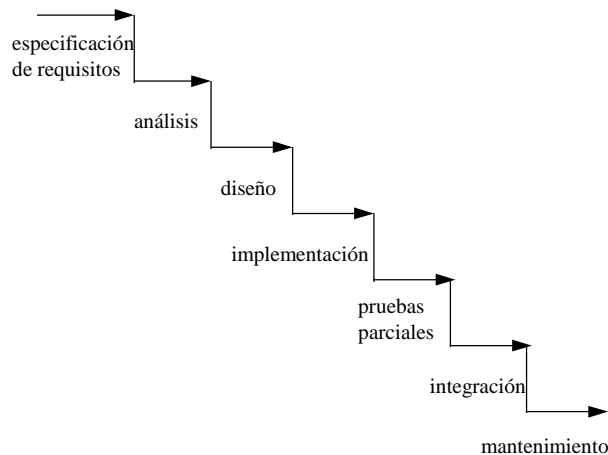 especificación
de requisitos
análisis
diseño
implementación
pruebas
parciales
integración
mantenimiento